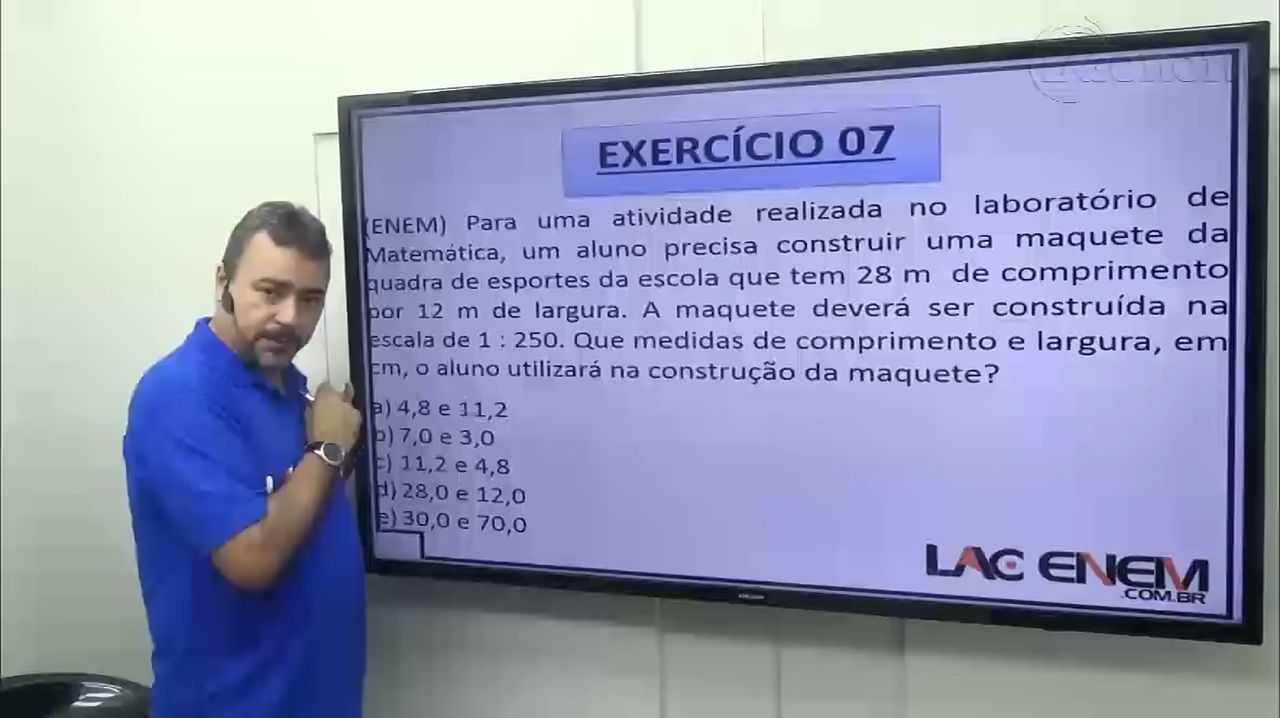 EXERCÍCIO 07
(ENEM) Para uma atividade realizada no laboratório de
Matemática, um aluno precisa construir uma maquete da
quadra de esportes da escola que tem 28 m de comprimento
por 12 m de largura. A maquete deverá ser construída na
escala de 1 : 250. Que medidas de comprimento e largura, em
cm, o aluno utilizará na construção da maquete?
a) 4,8 e 11,2
b) 7,0 e 3,0
c) 11,2 e 4,8
d) 28,0 e 12,0
e) 30,0 e 70,0
LAC ENEM
.COM.BR